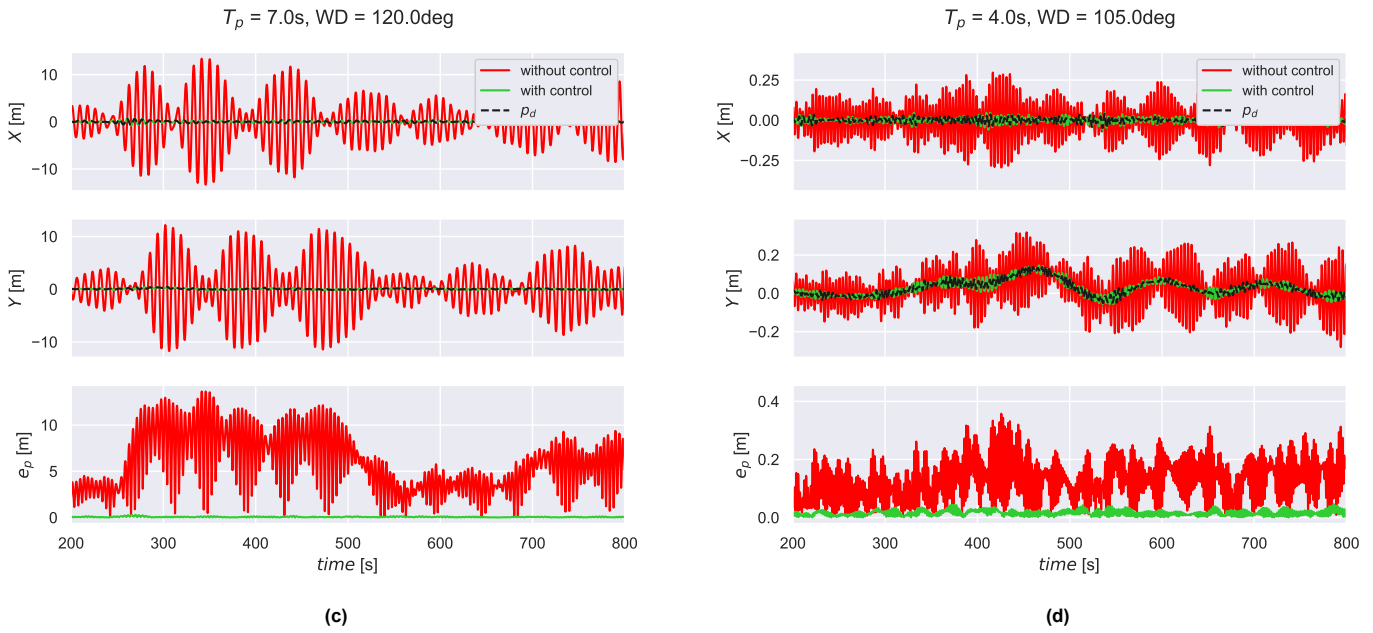 T_p = 7.0s, WD = 120.0deg
X [m]
10
0
−10
without control
with control
p_d
Y [m]
10
0
−10
e_p [m]
10
5
0
200 300 400 500 600 700 800
time [s]
(c)
T_p = 4.0s, WD = 105.0deg
X [m]
0.25
0.00
−0.25
without control
with control
p_d
Y [m]
0.2
0.0
−0.2
e_p [m]
0.4
0.2
0.0
200 300 400 500 600 700 800
time [s]
(d)